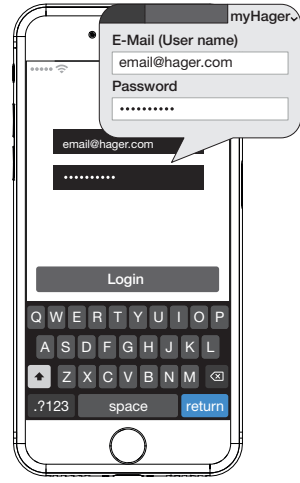 myHager
E-Mail (User name)
email@hager.com
Password
••••••••••
email@hager.com
••••••••••
Login
Q W E R T Y U I O P
A S D F G H J K L
Z X C V B N M
.?123 space return